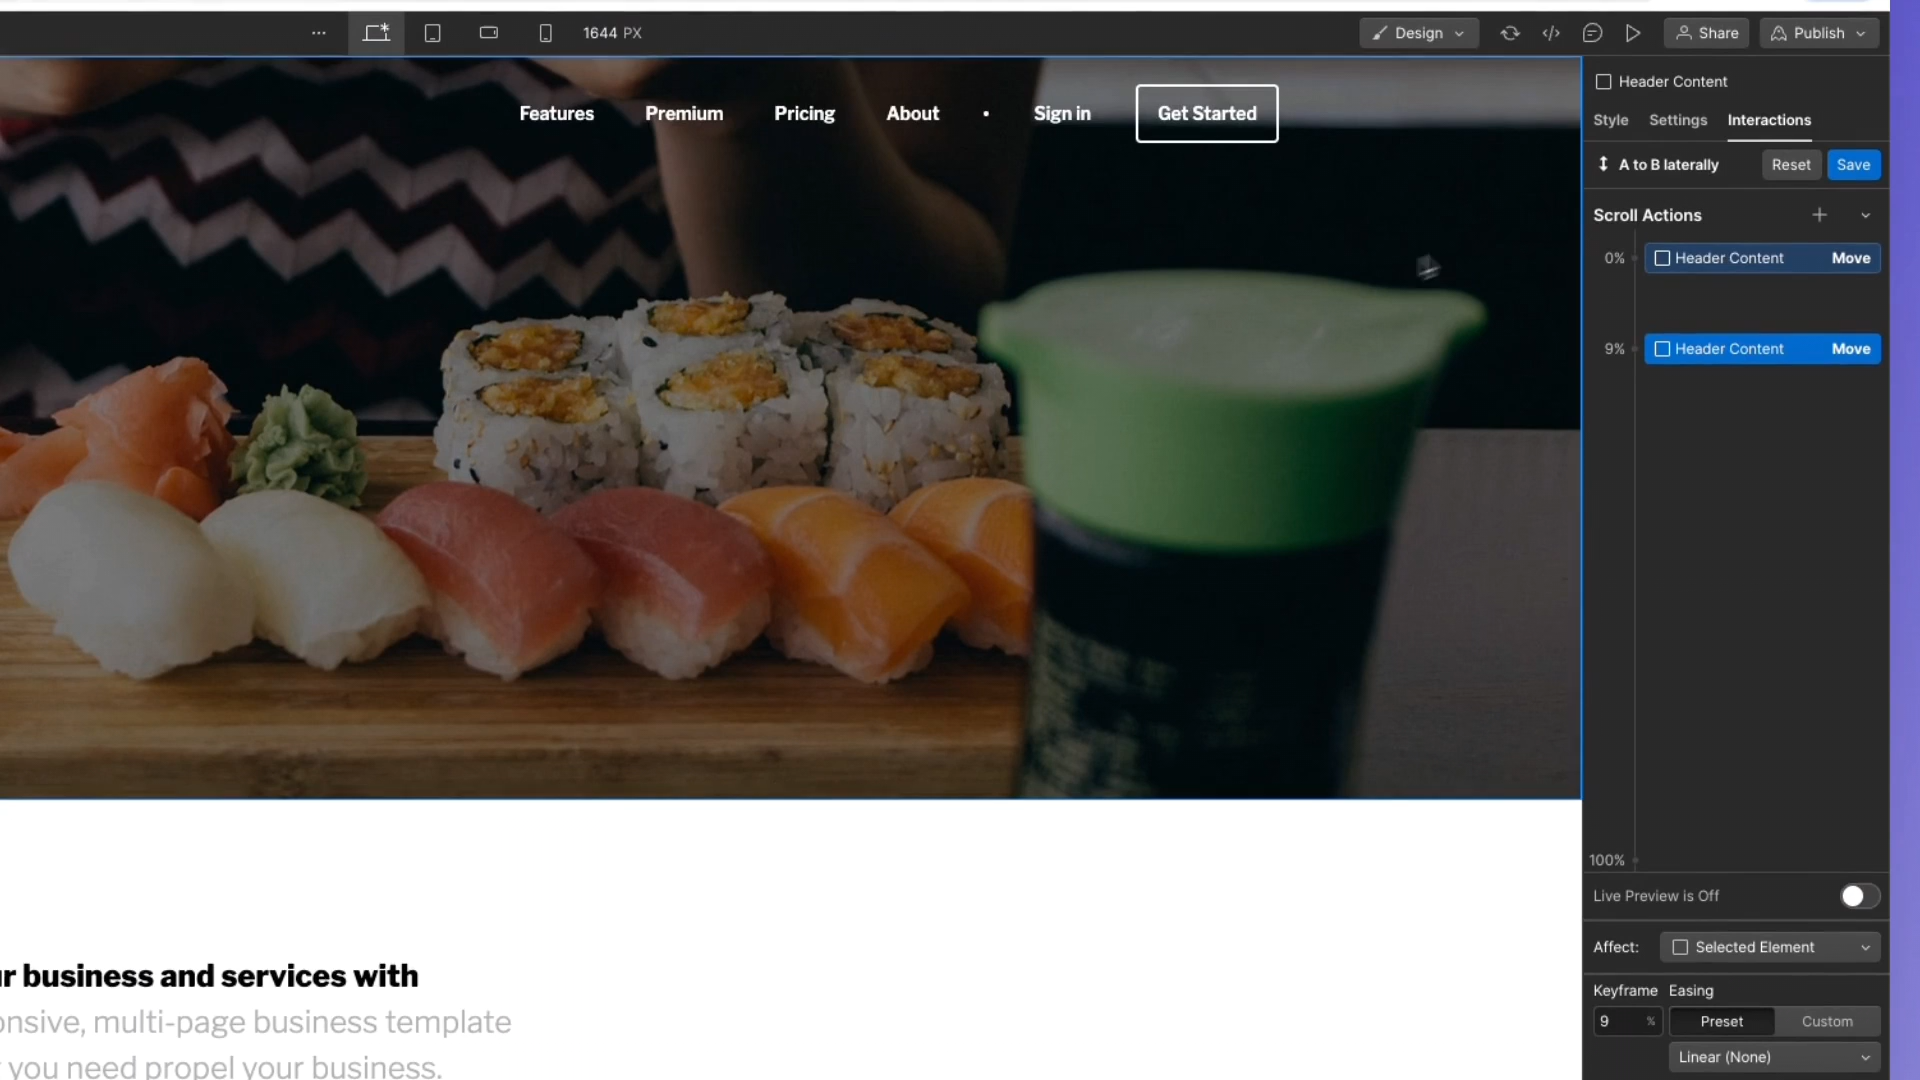 1644 PX
Design
Share
Publish
Features Premium Pricing About • Sign in Get Started
Header Content
Style Settings Interactions
A to B laterally Reset Save
Scroll Actions
0% Header Content Move
9% Header Content Move
100%
Live Preview is Off
Affect: Selected Element
Keyframe Easing
9 % Preset Custom
Linear (None)
r business and services with
onsive, multi-page business template
you need propel your business.